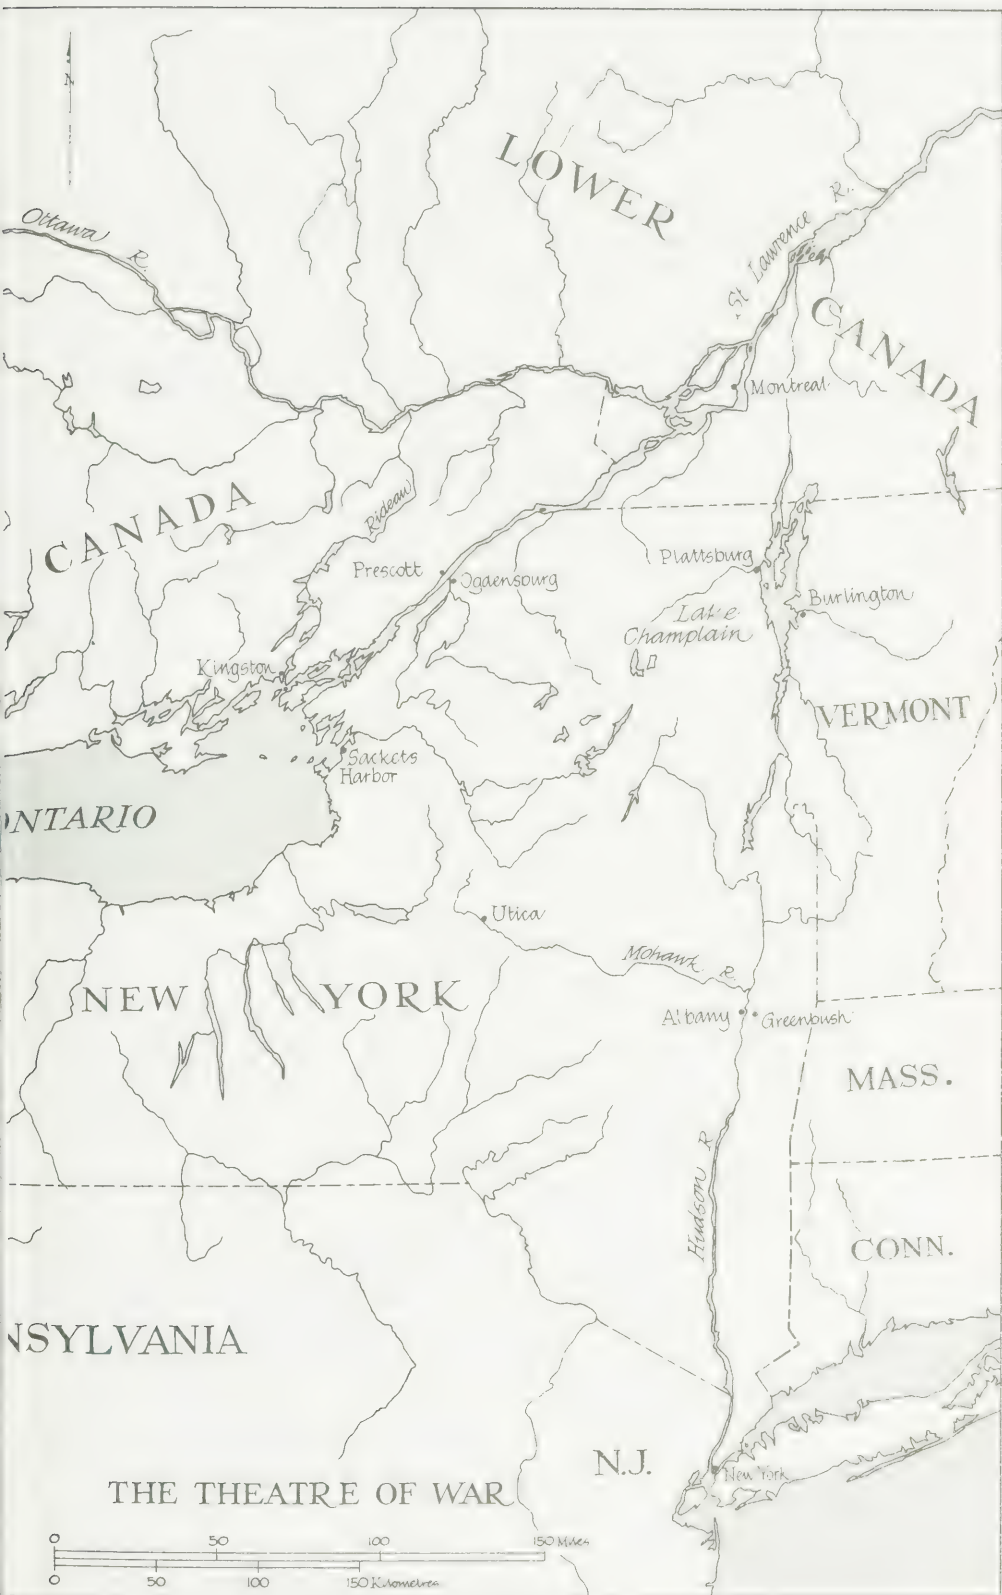 N
LOWER
Ottawa R.
St Lawrence R.
CANADA
Montreal
CANADA
Rideau
Prescott
Ogdensburg
Plattsburg
Burlington
Lake
Champlain
Kingston
VERMONT
Sackets
Harbor
ONTARIO
Utica
Mohawk R.
NEW YORK
Albany
Greenbush
MASS.
Hudson R
CONN.
NSYLVANIA
N.J.
New York
THE THEATRE OF WAR
0 50 100 150 Miles
0 50 100 150 Kilometres